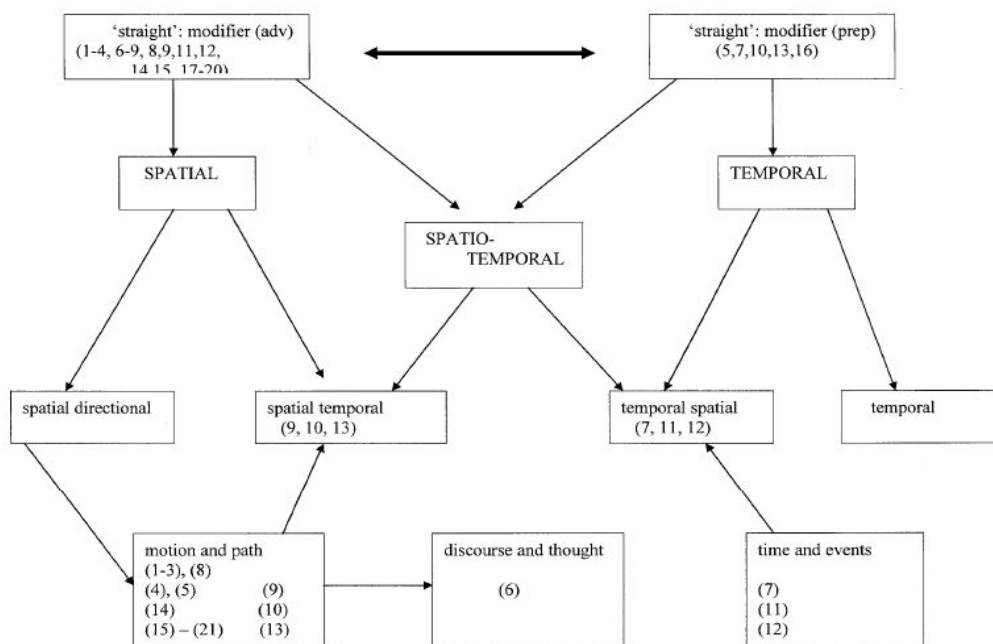 ‘straight’: modifier (adv)
(1-4, 6-9, 8,9,11,12,
14,15, 17-20)
‘straight’: modifier (prep)
(5,7,10,13,16)
SPATIAL
TEMPORAL
SPATIO-
TEMPORAL
spatial directional
spatial temporal
(9, 10, 13)
temporal spatial
(7, 11, 12)
temporal
motion and path
(1-3), (8)
(4), (5) (9)
(14) (10)
(15) – (21) (13)
discourse and thought
(6)
time and events
(7)
(11)
(12)